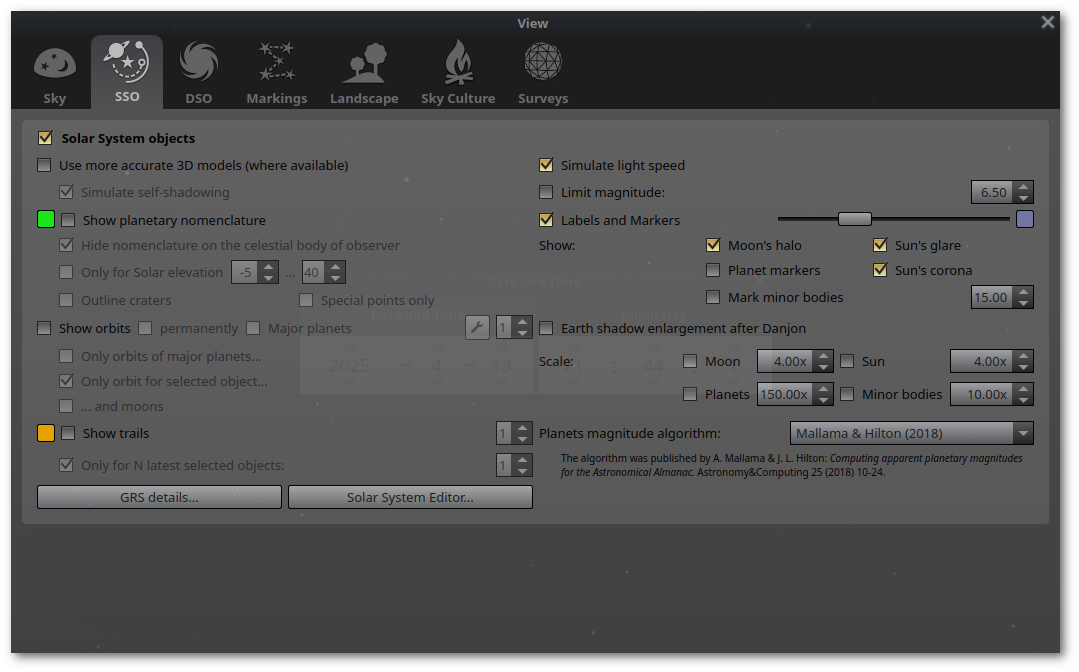 View
Sky
SSO
DSO
Markings
Landscape
Sky Culture
Surveys
Solar System objects
Use more accurate 3D models (where available)
Simulate self-shadowing
Show planetary nomenclature
Hide nomenclature on the celestial body of observer
Only for Solar elevation -5 ... 40
Outline craters Special points only
Show orbits permanently Major planets 1
Only orbits of major planets...
Only orbit for selected object...
... and moons
Show trails 1
Only for N latest selected objects: 1
GRS details... Solar System Editor...
Simulate light speed
Limit magnitude: 6.50
Labels and Markers
Show: Moon's halo Sun's glare
Planet markers Sun's corona
Mark minor bodies 15.00
Earth shadow enlargement after Danjon
Scale: Moon 4.00x Sun 4.00x
Planets 150.00x Minor bodies 10.00x
Planets magnitude algorithm: Mallama & Hilton (2018)
The algorithm was published by A. Mallama & J. L. Hilton: Computing apparent planetary magnitudes
for the Astronomical Almanac. Astronomy&Computing 25 (2018) 10-24.
Date and Time
Date and Time Julian Day
2025 – 4 – 13 21 : 44 :